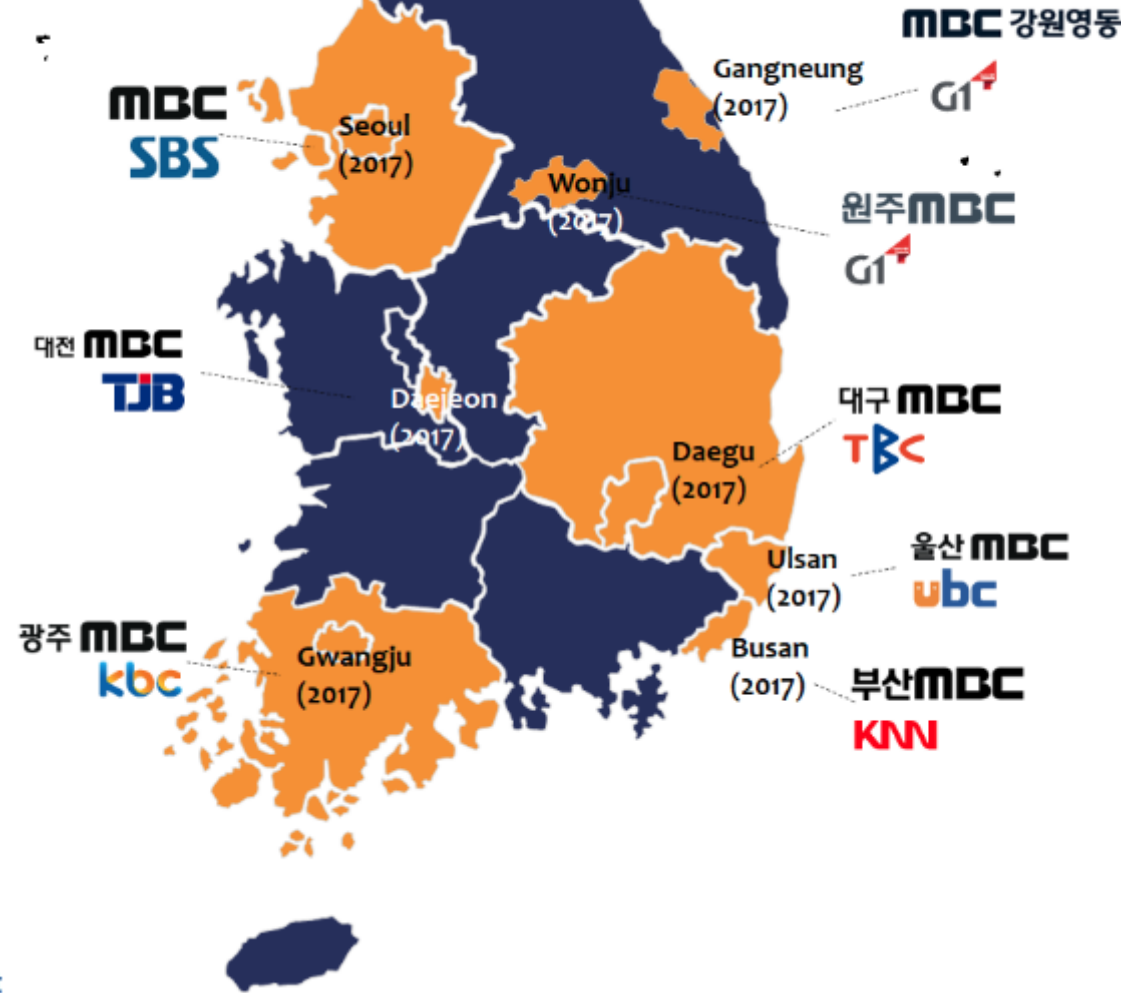 MBC 강원영동
Gangneung
(2017)
G1
MBC
SBS
Seoul
(2017)
Wonju
(2017)
원주MBC
G1
대전 MBC
TJB
Daejeon
(2017)
대구 MBC
TBC
Daegu
(2017)
울산 MBC
ubc
Ulsan
(2017)
광주 MBC
kbc
Gwangju
(2017)
Busan
(2017)
부산MBC
KNN